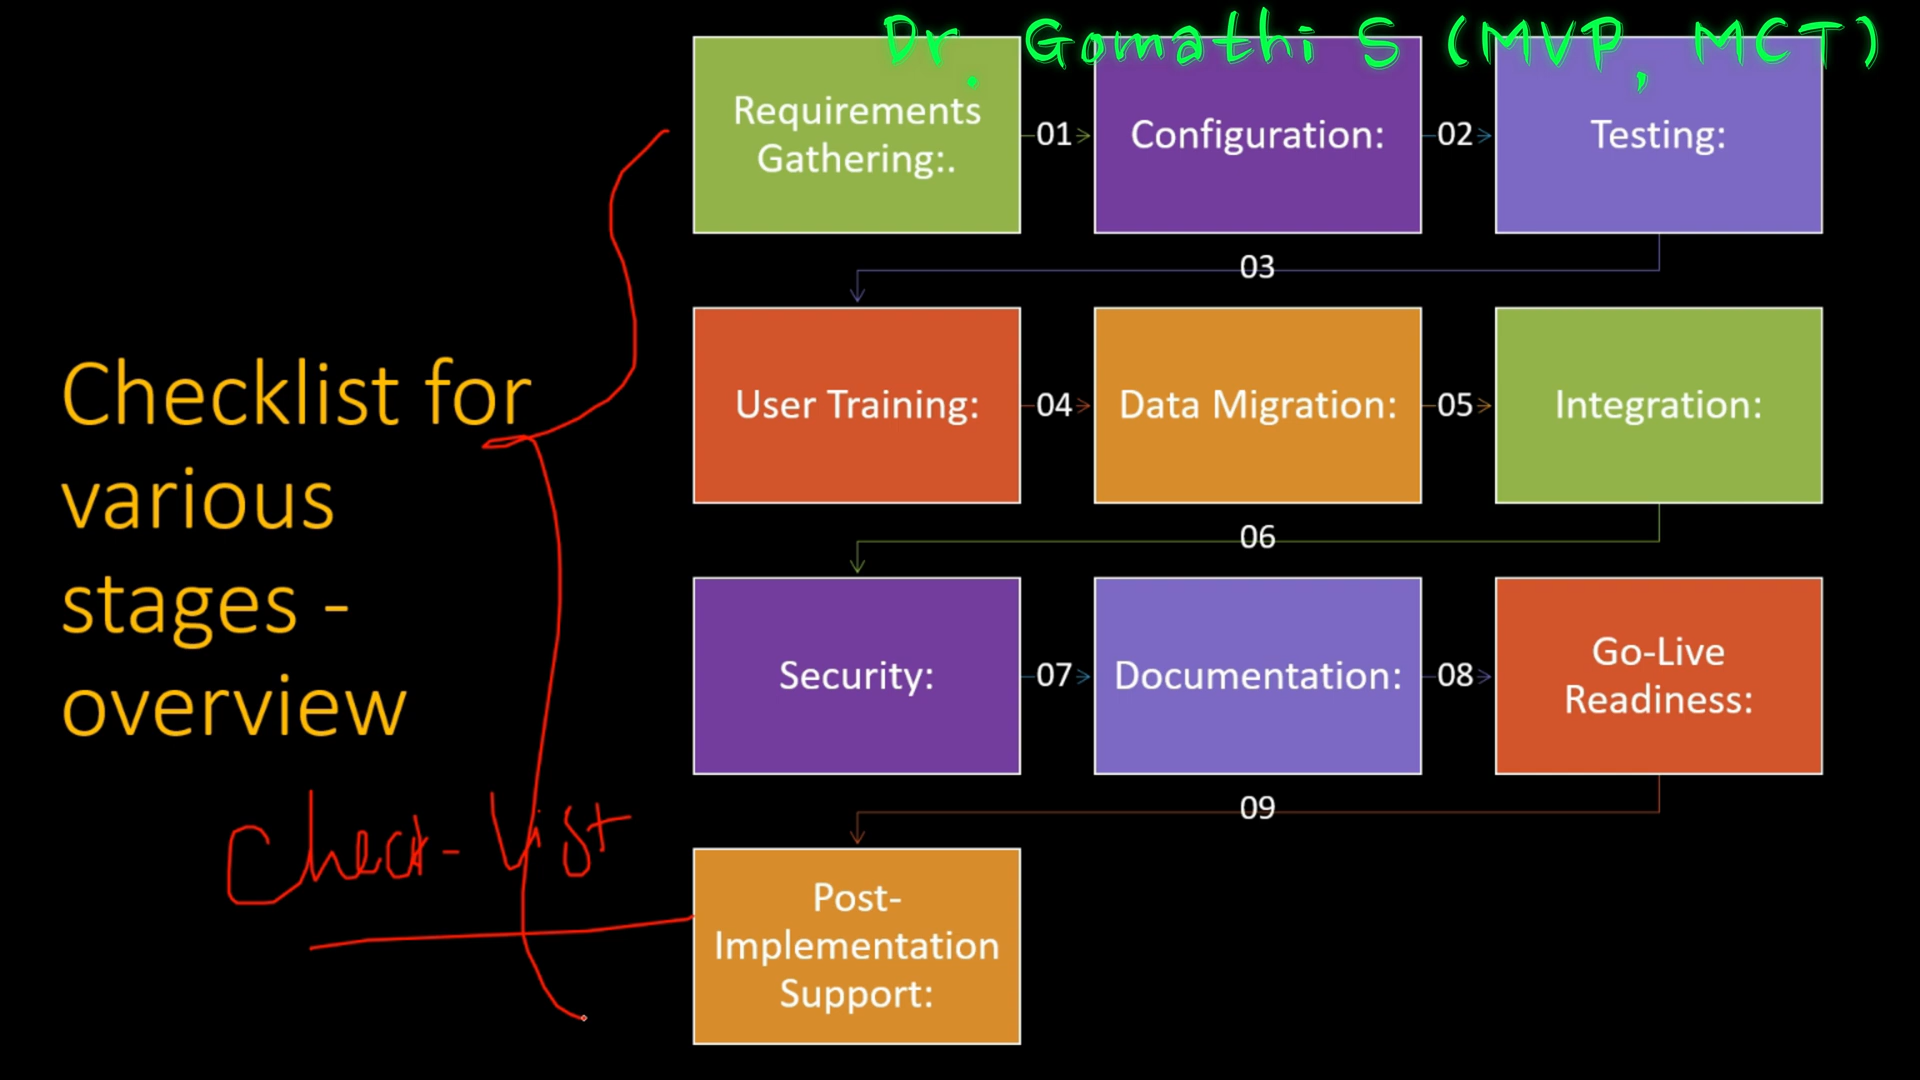 Dr. Gomathi S (MVP, MCT)
Checklist for
various
stages -
overview
Check-list
Requirements
Gathering:.
01
Configuration:
02
Testing:
03
User Training:
04
Data Migration:
05
Integration:
06
Security:
07
Documentation:
08
Go-Live
Readiness:
09
Post-
Implementation
Support: